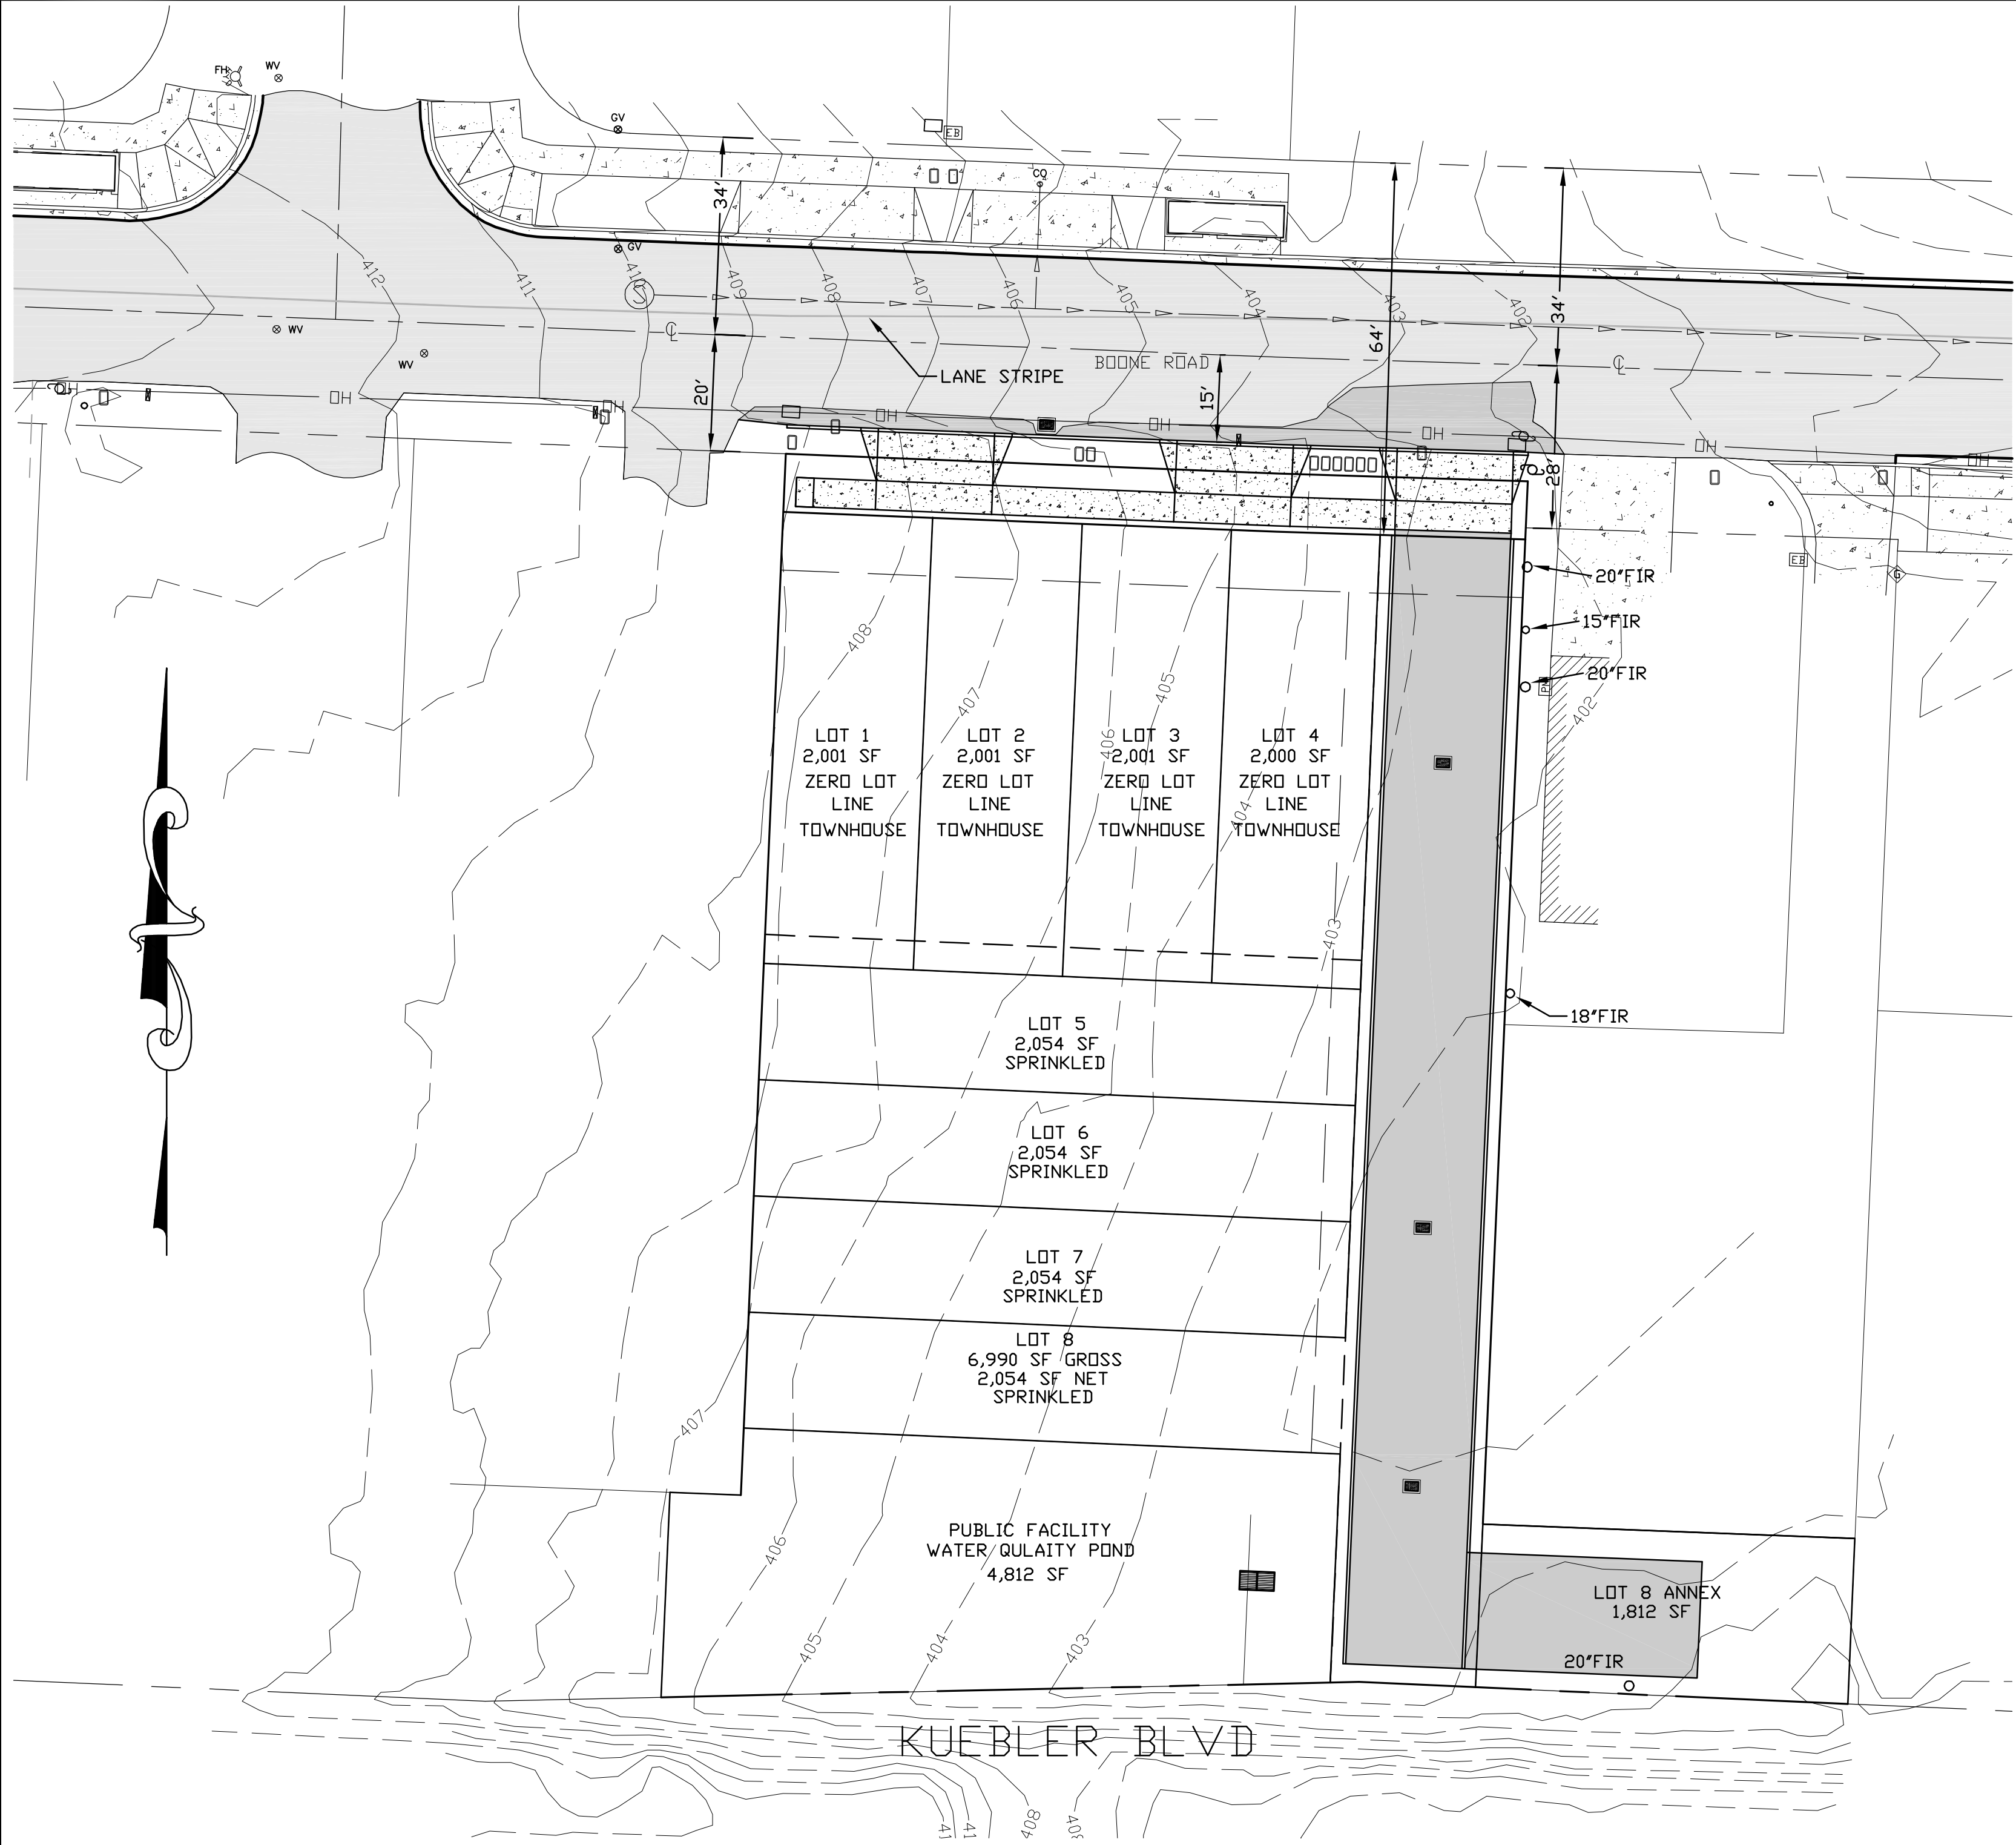 FH
WV
GV
EB
CO
34'
GV
412
411
410
409
408
407
406
405
404
403
402
34'
S
WV
WV
CL
64'
BOONE ROAD
CL
LANE STRIPE
20'
15'
OH
OH
OH
OH
OH
OH
OH
OH
28'
EB
G
20"FIR
15"FIR
20"FIR
PM
402
408
407
406
405
404
403
LOT 1
2,001 SF
ZERO LOT
LINE
TOWNHOUSE
LOT 2
2,001 SF
ZERO LOT
LINE
TOWNHOUSE
LOT 3
2,001 SF
ZERO LOT
LINE
TOWNHOUSE
LOT 4
2,000 SF
ZERO LOT
LINE
TOWNHOUSE
18"FIR
LOT 5
2,054 SF
SPRINKLED
LOT 6
2,054 SF
SPRINKLED
LOT 7
2,054 SF
SPRINKLED
LOT 8
6,990 SF GROSS
2,054 SF NET
SPRINKLED
407
406
405
404
403
PUBLIC FACILITY
WATER QULAITY POND
4,812 SF
LOT 8 ANNEX
1,812 SF
20"FIR
KUEBLER BLVD
408